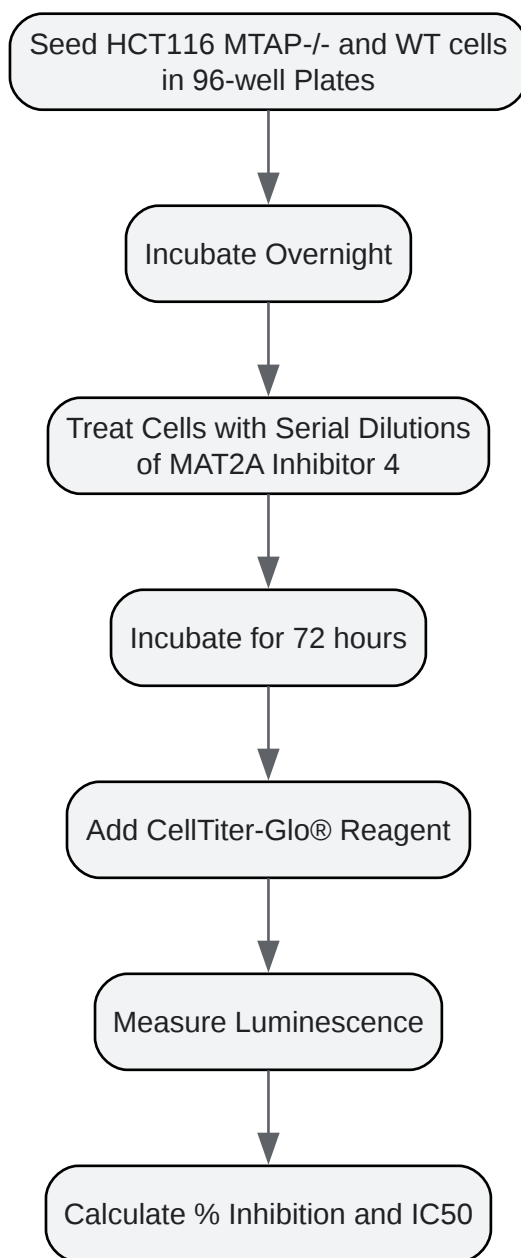 Seed HCT116 MTAP-/- and WT cells
in 96-well Plates
Incubate Overnight
Treat Cells with Serial Dilutions
of MAT2A Inhibitor 4
Incubate for 72 hours
Add CellTiter-Glo® Reagent
Measure Luminescence
Calculate % Inhibition and IC50